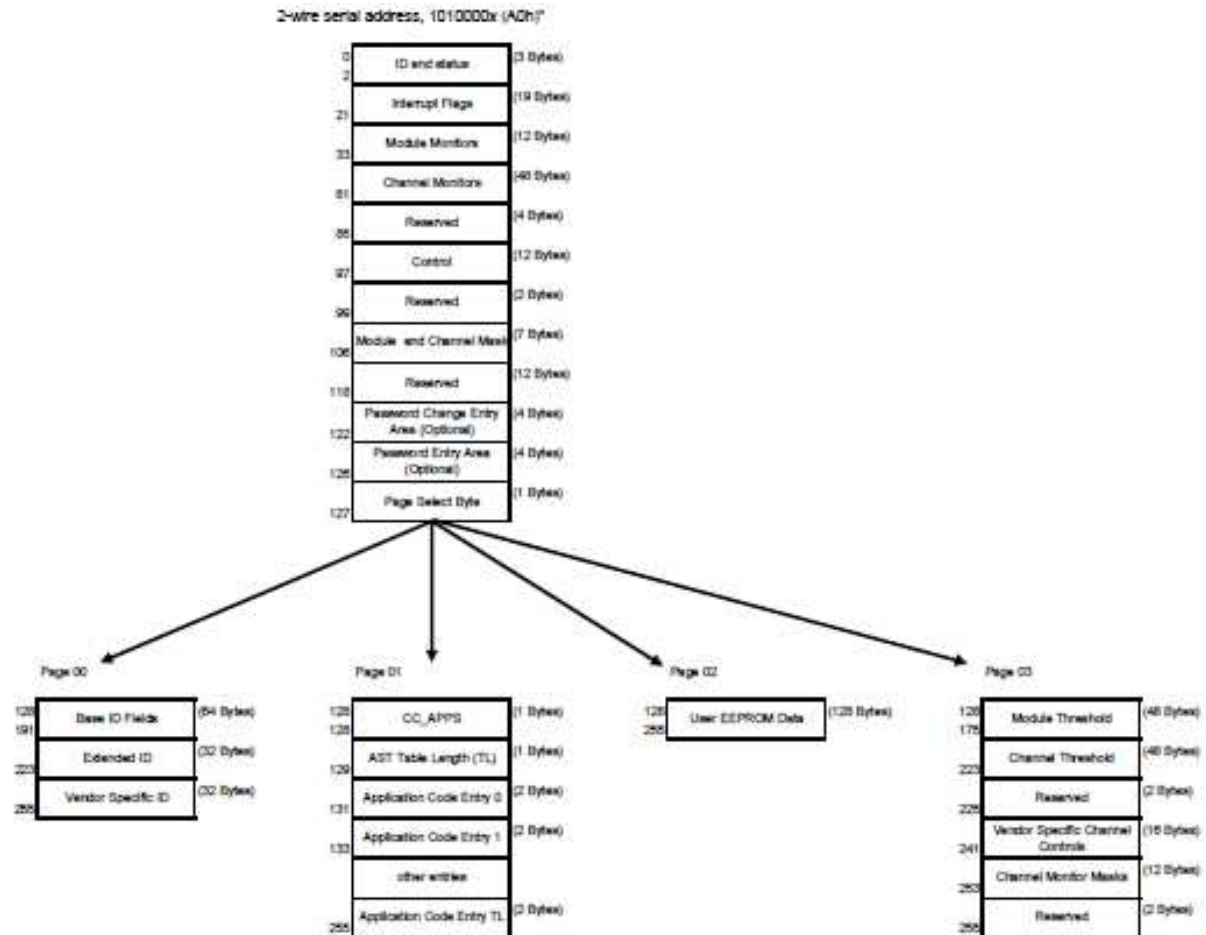 2-wire serial address, 1010000x (A0h)"
0
2
ID and status
(3 Bytes)
21
Interrupt Flags
(19 Bytes)
33
Module Monitors
(12 Bytes)
81
Channel Monitors
(48 Bytes)
85
Reserved
(4 Bytes)
97
Control
(12 Bytes)
99
Reserved
(2 Bytes)
106
Module and Channel Mask
(7 Bytes)
118
Reserved
(12 Bytes)
122
Password Change Entry
Area (Optional)
(4 Bytes)
126
Password Entry Area
(Optional)
(4 Bytes)
127
Page Select Byte
(1 Bytes)
Page 00
128
191
Base ID Fields
(64 Bytes)
223
Extended ID
(32 Bytes)
255
Vendor Specific ID
(32 Bytes)
Page 01
128
128
CC_APPS
(1 Bytes)
129
AST Table Length (TL)
(1 Bytes)
131
Application Code Entry 0
(2 Bytes)
133
Application Code Entry 1
(2 Bytes)
other entries
255
Application Code Entry TL
(2 Bytes)
Page 02
128
255
User EEPROM Data
(128 Bytes)
Page 03
128
175
Module Threshold
(48 Bytes)
223
Channel Threshold
(48 Bytes)
225
Reserved
(2 Bytes)
241
Vendor Specific Channel
Controls
(16 Bytes)
253
Channel Monitor Masks
(12 Bytes)
255
Reserved
(2 Bytes)